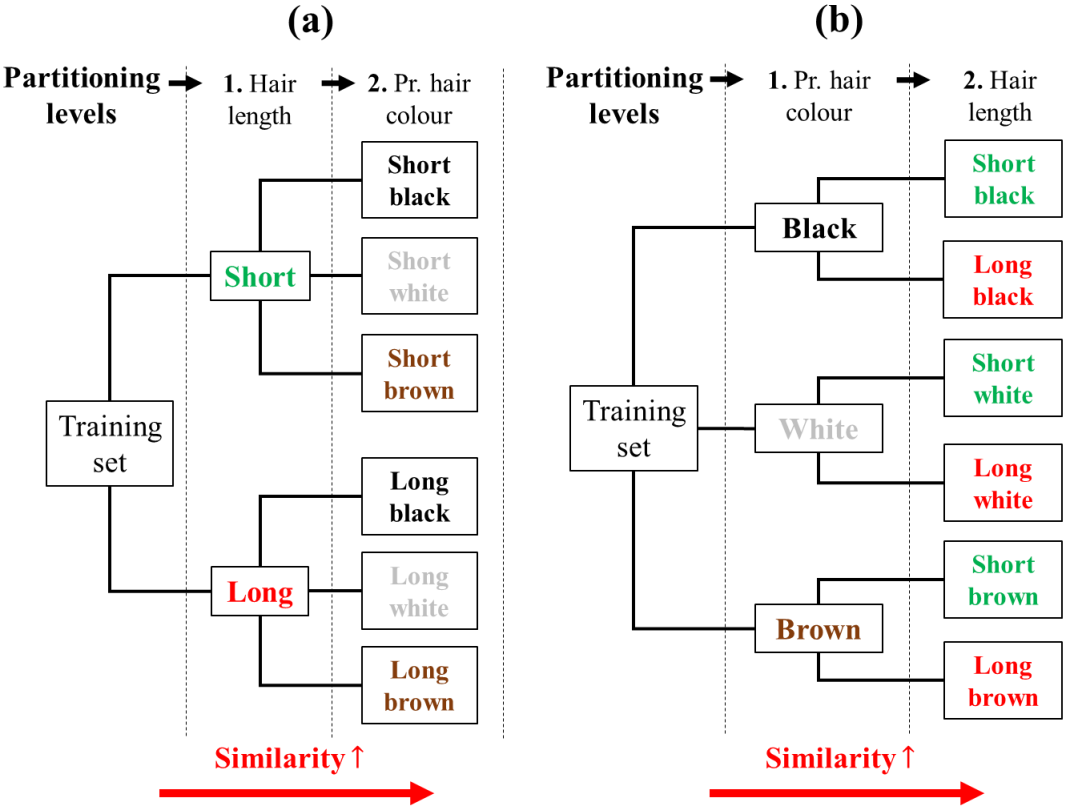 (a)
Partitioning
levels
1. Hair
length
2. Pr. hair
colour
Short
black
Short
white
Short
brown
Short
Training
set
Long
Long
black
Long
white
Long
brown
Similarity↑
(b)
Partitioning
levels
1. Pr. hair
colour
2. Hair
length
Short
black
Black
Long
black
Short
white
Training
set
White
Long
white
Short
brown
Brown
Long
brown
Similarity↑